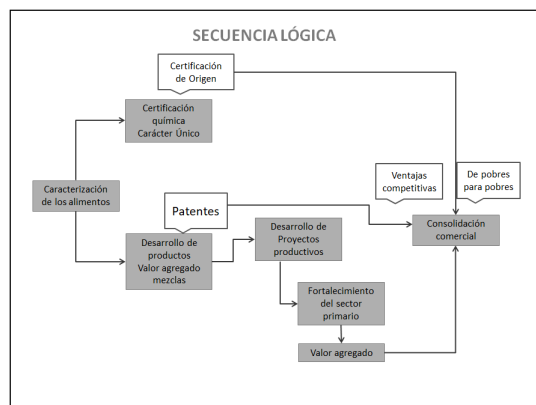 SECUENCIA LÓGICA
Certificación
de Origen
Certificación
química
Carácter Único
Caracterización
de los alimentos
Ventajas
competitivas
De pobres
para pobres
Patentes
Consolidación
comercial
Desarrollo de
productos
Valor agregado
mezclas
Desarrollo de
Proyectos
productivos
Fortalecimiento
del sector
primario
Valor agregado